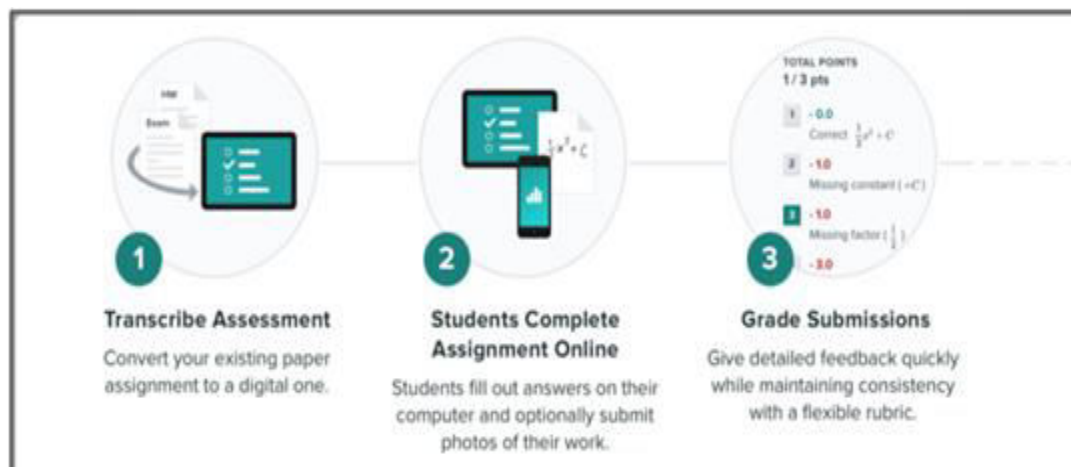 HW
Exam
1
Transcribe Assessment
Convert your existing paper
assignment to a digital one.
x² + C
2
Students Complete
Assignment Online
Students fill out answers on their
computer and optionally submit
photos of their work.
TOTAL POINTS
1 / 3 pts
1 - 0.0
Correct
2 - 1.0
Missing constant ( +C )
3 - 1.0
Missing factor (
- 3.0
3
Grade Submissions
Give detailed feedback quickly
while maintaining consistency
with a flexible rubric.